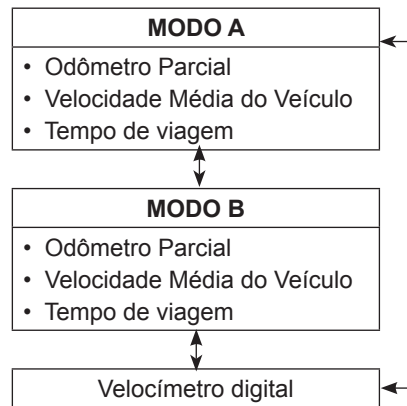 MODO A
• Odômetro Parcial
• Velocidade Média do Veículo
• Tempo de viagem
MODO B
• Odômetro Parcial
• Velocidade Média do Veículo
• Tempo de viagem
Velocímetro digital